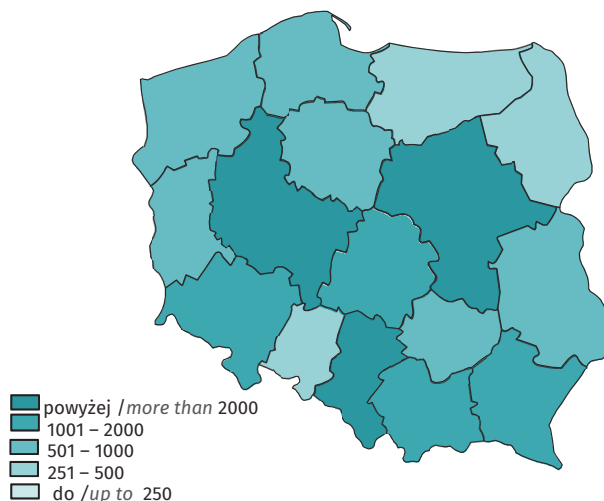 powyżej /more than 2000
1001 – 2000
501 – 1000
251 – 500
do /up to 250